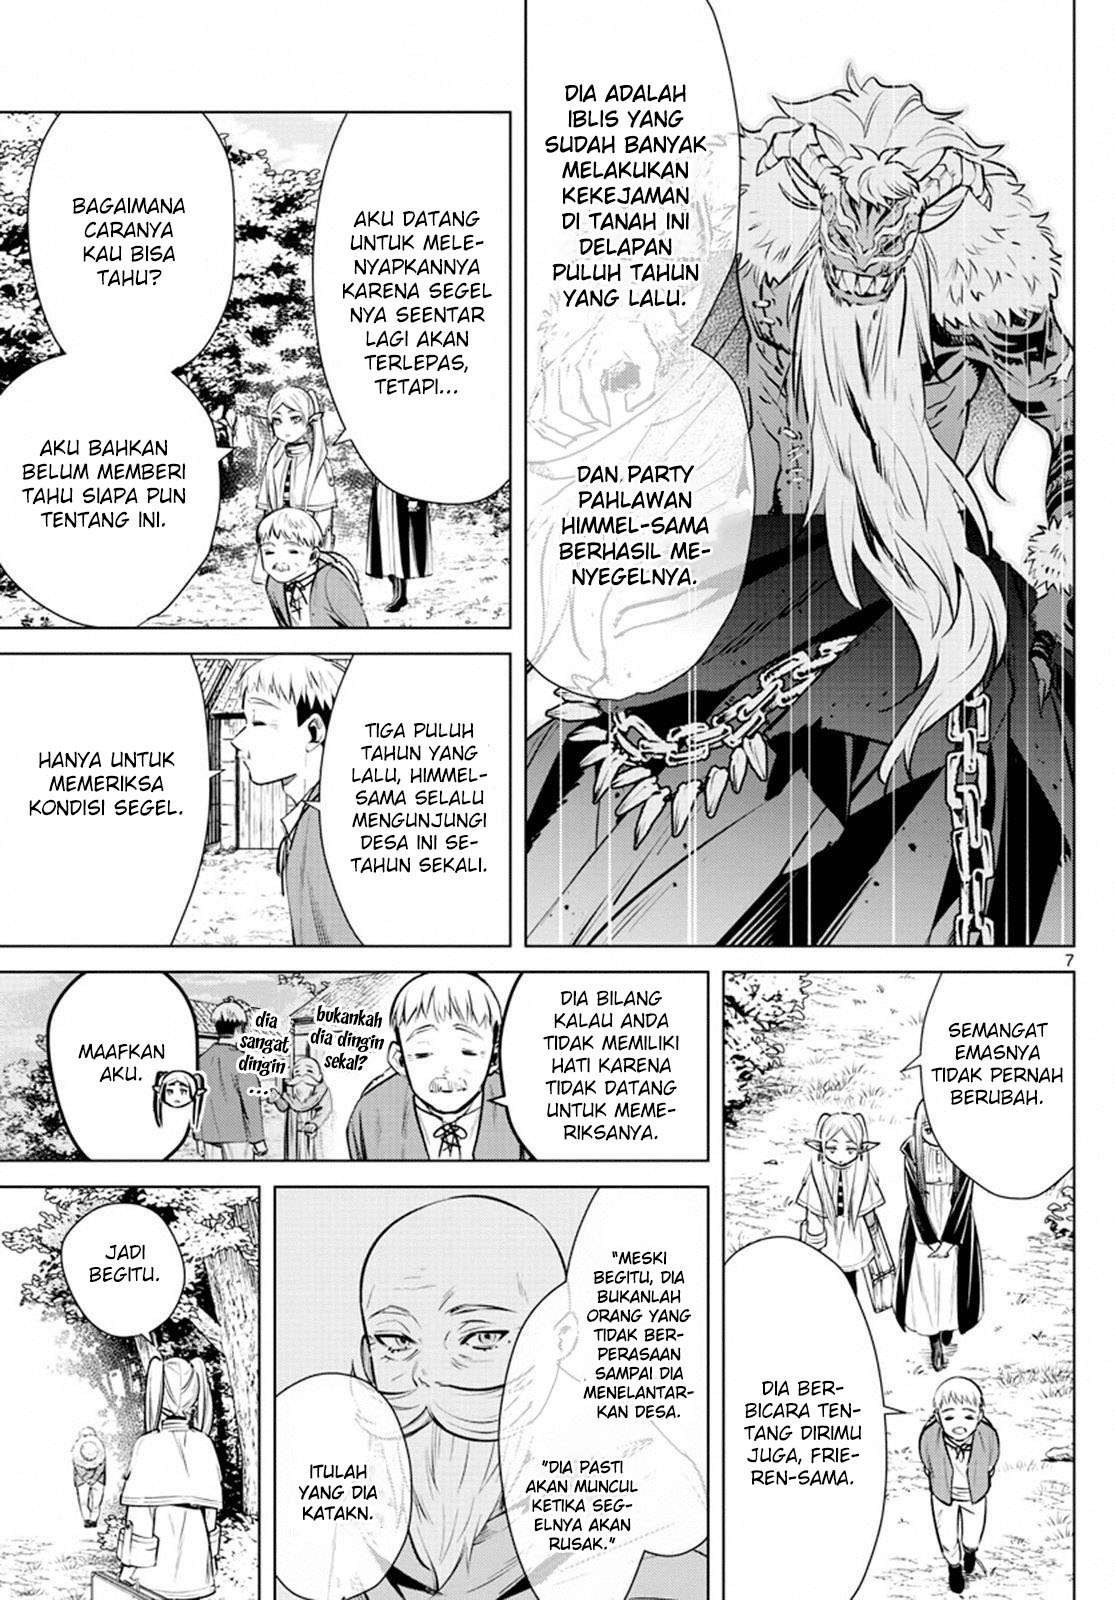 DIA ADALAH
IBLIS YANG
SUDAH BANYAK
MELAKUKAN
KEKEJAMAN
DI TANAH INI
DELAPAN
PULUH TAHUN
YANG LALU.
DAN PARTY
PAHLAWAN
HIMMEL-SAMA
BERHASIL ME-
NYEGELNYA.
AKU DATANG
UNTUK MELE-
NYAPKANNYA
KARENA SEGEL
NYA SEENTAR
LAGI AKAN
TERLEPAS,
TETAPI...
BAGAIMANA
CARANYA
KAU BISA
TAHU?
AKU BAHKAN
BELUM MEMBERI
TAHU SIAPA PUN
TENTANG INI.
TIGA PULUH
TAHUN YANG
LALU, HIMMEL-
SAMA SELALU
MENGUNJUNGI
DESA INI SE-
TAHUN SEKALI.
HANYA UNTUK
MEMERIKSA
KONDISI SEGEL.
7
SEMANGAT
EMASNYA
TIDAK PERNAH
BERUBAH.
DIA BER-
BICARA TEN-
TANG DIRIMU
JUGA, FRIE-
REN-SAMA.
DIA BILANG
KALAU ANDA
TIDAK MEMILIKI
HATI KARENA
TIDAK DATANG
UNTUK MEME-
RIKSANYA.
bukankah
dia dingin
sekal?
dia
sangat
dingin
...
MAAFKAN
AKU.
"MESKI
BEGITU, DIA
BUKANLAH
ORANG YANG
TIDAK BER-
PERASAAN
SAMPAI DIA
MENELANTAR-
KAN DESA.
"DIA PASTI
AKAN MUNCUL
KETIKA SEG-
ELNYA AKAN
RUSAK."
ITULAH
YANG DIA
KATAKN.
JADI
BEGITU.